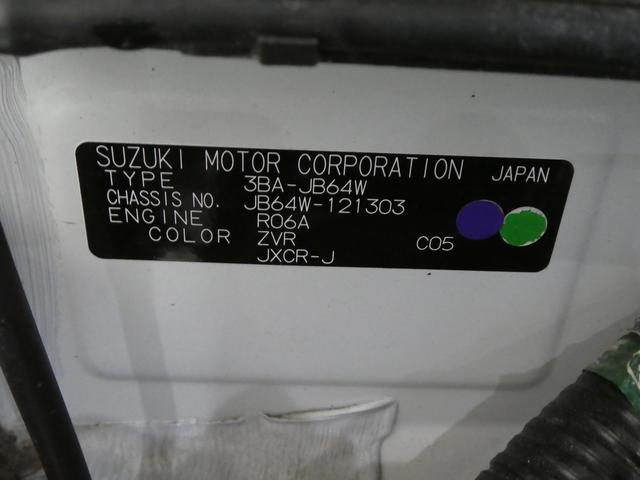 SUZUKI MOTOR CORPORATION JAPAN
TYPE 3BA-JB64W
CHASSIS NO. JB64W-121303
ENGINE R06A
COLOR ZVR C05
JXCR-J